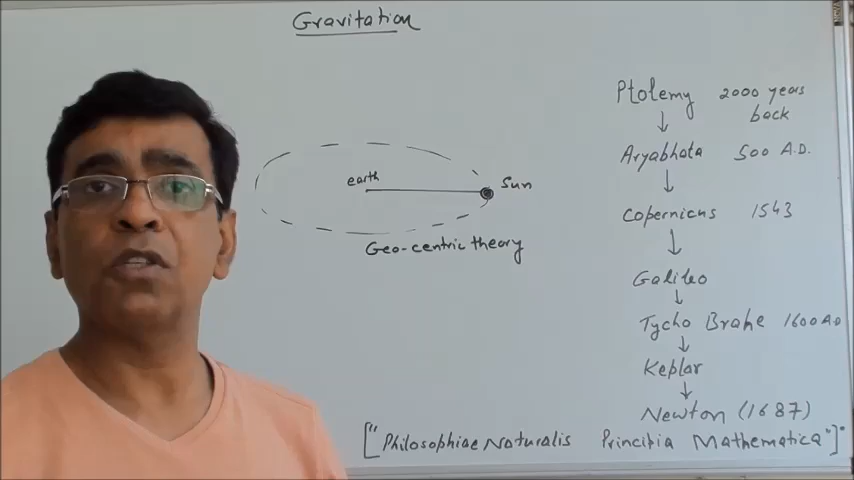 Gravitation
earth
Sun
Geo-centric theory
Ptolemy 2000 years back
Aryabhata 500 A.D.
Copernicus 1543
Galileo
Tycho Brahe 1600 A.D
Keplar
Newton (1687)
["Philosophiae Naturalis Principia Mathematica"]